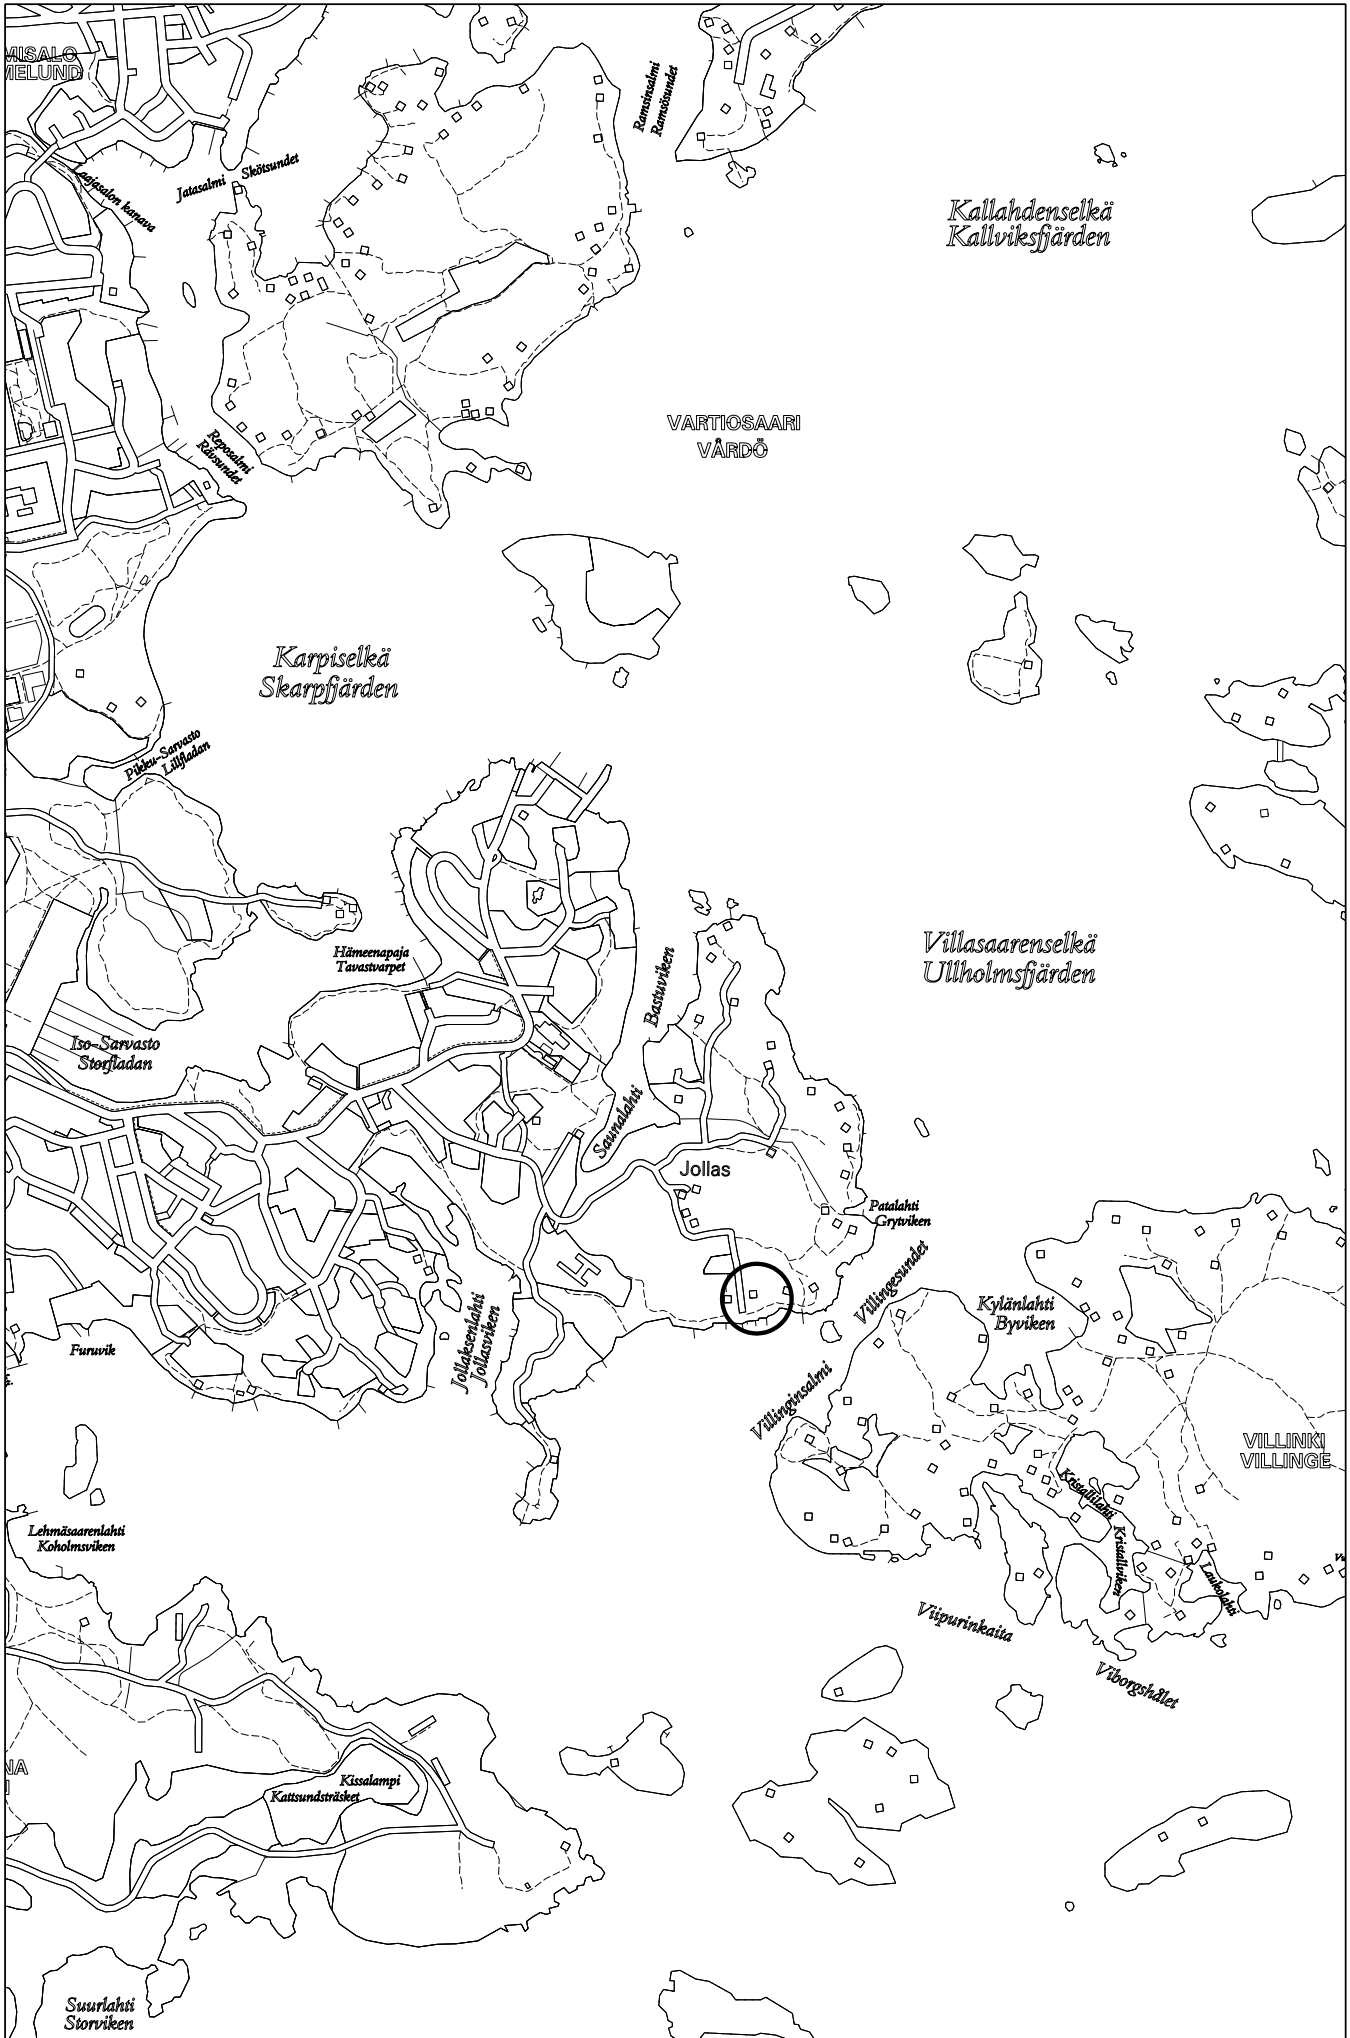 MISALO
MELUND
Ramsinsalmi
Ramsösundet
Laajasalon kanava
Jatasalmi
Skötsundet
Kallahdenselkä
Kallviksfjärden
Reposalmi
Rävsundet
VARTIOSAARI
VÅRDÖ
Karpiselkä
Skarpfjärden
Pikku-Sarvasto
Lillfladan
Hämeenapaja
Tavastvarpet
Villasaarenselkä
Ullholmsfjärden
Bastuviken
Iso-Sarvasto
Storfladan
Saunalahti
Jollas
Patalahti
Grytviken
Villingesundet
Kylänlahti
Byviken
Jollaksenlahti
Jollasviken
Furuvik
Villinginsalmi
VILLINKI
VILLINGE
Kristallilahti
Kristallviken
Laukolahti
Lehmäsaarenlahti
Koholmsviken
Viipurinkaita
Viborgshålet
NA
Kissalampi
Kattsundsträsket
Suurlahti
Storviken